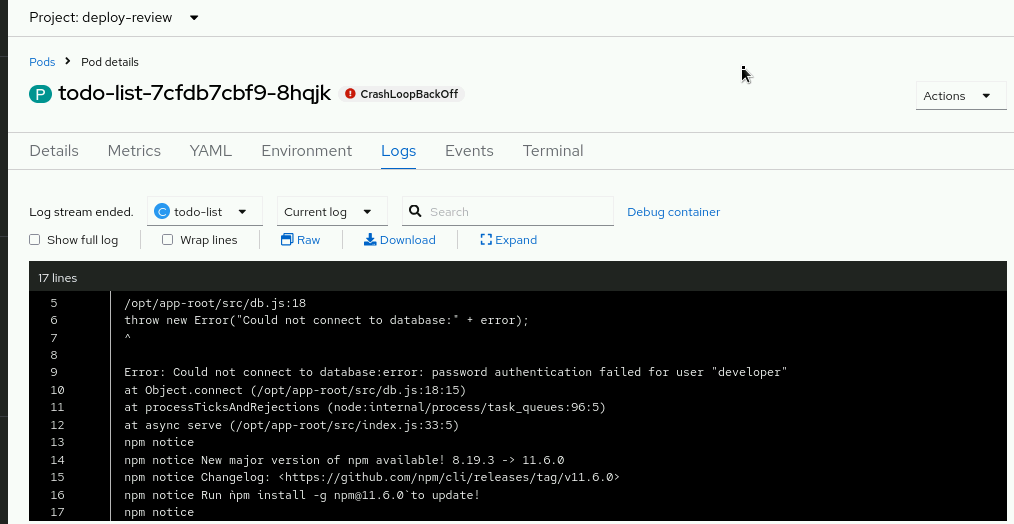 Project: deploy-review
Pods > Pod details
P todo-list-7cfdb7cbf9-8hqjk CrashLoopBackOff
Actions
Details Metrics YAML Environment Logs Events Terminal
Log stream ended. C todo-list Current log Search Debug container
Show full log Wrap lines Raw Download Expand
17 lines
5 /opt/app-root/src/db.js:18
6 throw new Error("Could not connect to database:" + error);
7 ^
8
9 Error: Could not connect to database:error: password authentication failed for user "developer"
10 at Object.connect (/opt/app-root/src/db.js:18:15)
11 at processTicksAndRejections (node:internal/process/task_queues:96:5)
12 at async serve (/opt/app-root/src/index.js:33:5)
13 npm notice
14 npm notice New major version of npm available! 8.19.3 -> 11.6.0
15 npm notice Changelog: <https://github.com/npm/cli/releases/tag/v11.6.0>
16 npm notice Run `npm install -g npm@11.6.0` to update!
17 npm notice